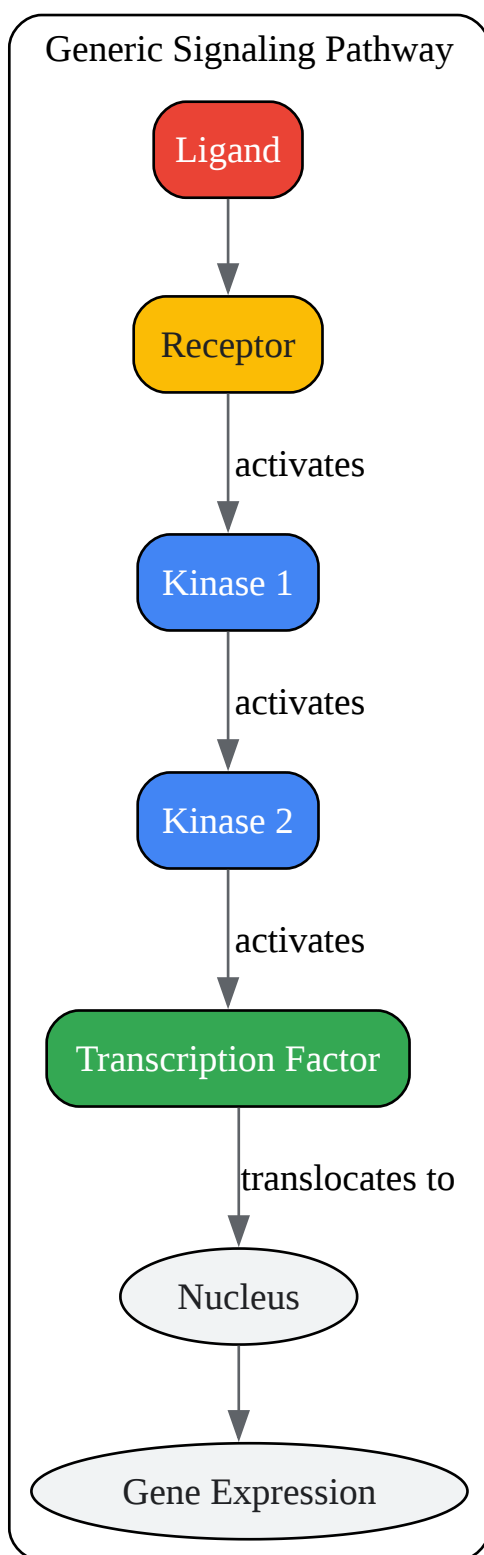 Generic Signaling Pathway
Ligand
Receptor
activates
Kinase 1
activates
Kinase 2
activates
Transcription Factor
translocates to
Nucleus
Gene Expression